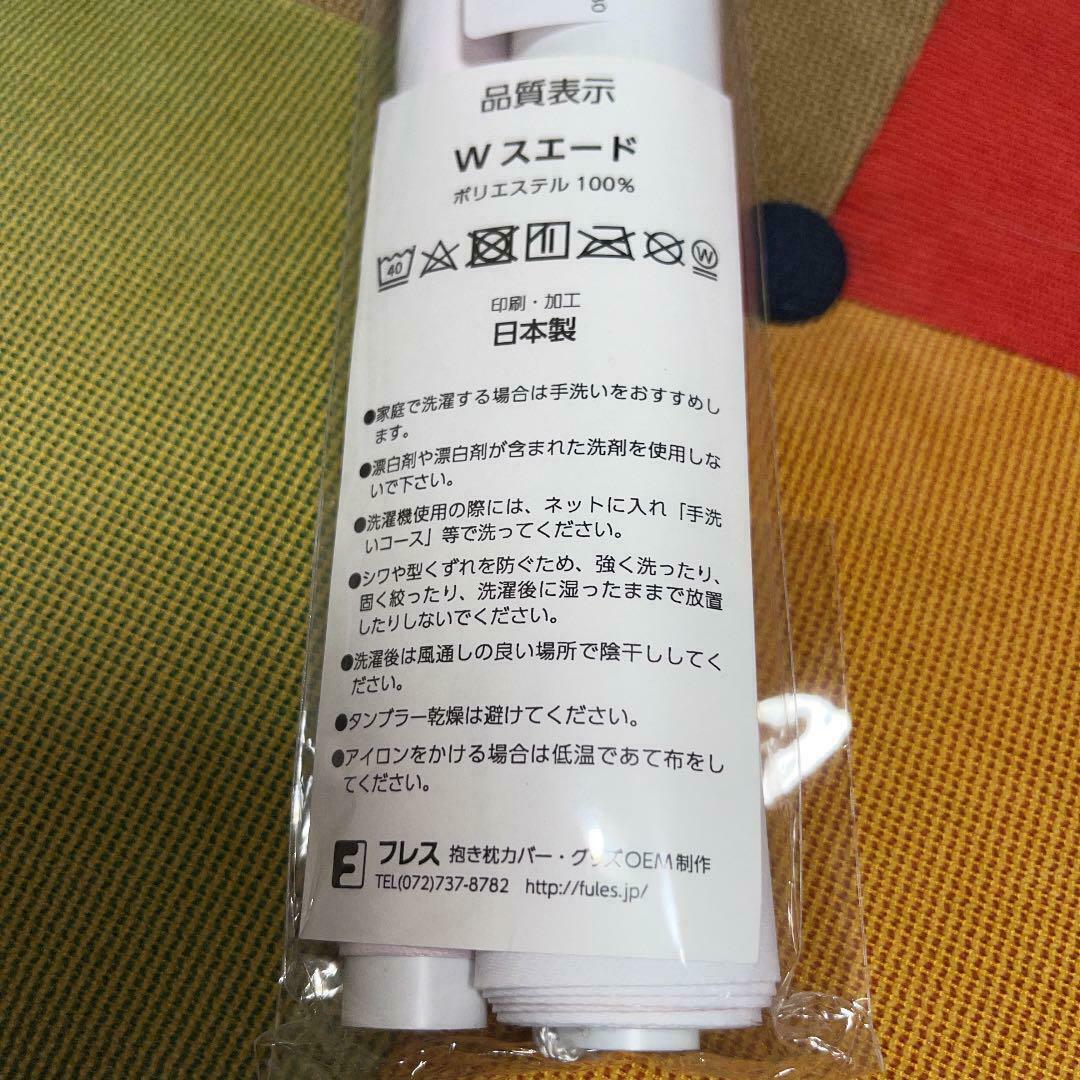 品質表示
W スエード
ポリエステル 100%
40
W
印刷・加工
日本製
●家庭で洗濯する場合は手洗いをおすすめし
ます。
●漂白剤や漂白剤が含まれた洗剤を使用しな
いで下さい。
●洗濯機使用の際には、ネットに入れ「手洗
いコース」等で洗ってください。
●シワや型くずれを防ぐため、強く洗ったり、
固く絞ったり、洗濯後に湿ったままで放置
したりしないでください。
●洗濯後は風通しの良い場所で陰干ししてく
ださい。
●タンブラー乾燥は避けてください。
●アイロンをかける場合は低温であて布をし
てください。
フレス 抱き枕カバー・グッズOEM制作
TEL(072)737-8782 http://fules.jp/